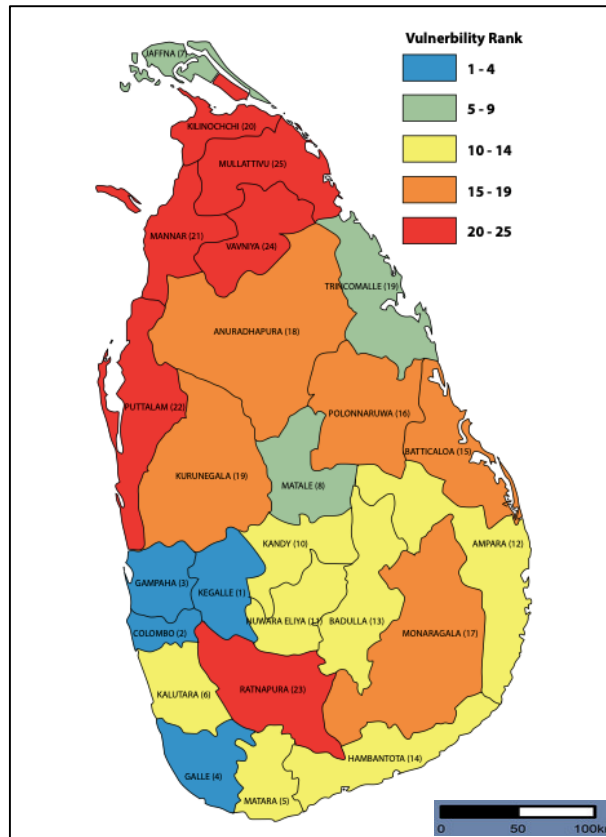 Vulnerbility Rank
1 - 4
5 - 9
10 - 14
15 - 19
20 - 25
JAFFNA (7)
KILINOCHCHI (20)
MULLATTIVU (25)
MANNAR (21)
VAVNIYA (24)
TRINCOMALLE (19)
ANURADHAPURA (18)
PUTTALAM (22)
POLONNARUWA (16)
BATTICALOA (15)
KURUNEGALA (19)
MATALE (8)
KANDY (10)
AMPARA (12)
GAMPAHA (3)
KEGALLE (1)
NUWARA ELIYA (11)
BADULLA (13)
COLOMBO (2)
MONARAGALA (17)
KALUTARA (6)
RATNAPURA (23)
HAMBANTOTA (14)
GALLE (4)
MATARA (5)
0 50 100km